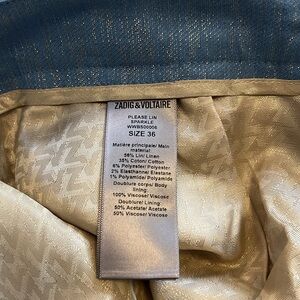 ZADIG & VOLTAIRE
PLEASE LIN
SPARKLE
WWBS00006
SIZE 36
Matière principale/ Main
material:
56% Lin/ Linen
35% Coton/ Cotton
6% Polyester/ Polyester
2% Elasthanne/ Elastane
1% Polyamide/ Polyamide
Doublure corps/ Body
lining:
100% Viscose/ Viscose
Doublure/ Lining:
50% Acetate/ Acetate
50% Viscose/ Viscose